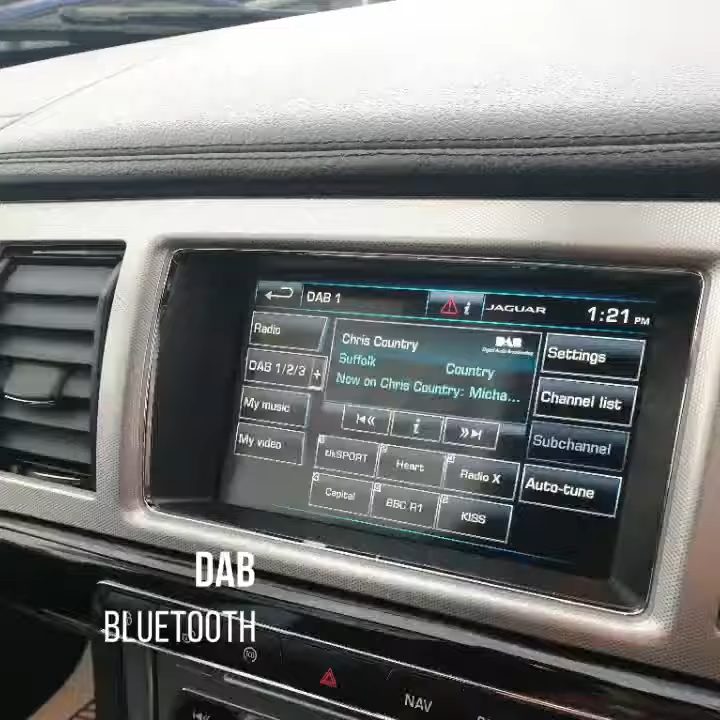 DAB 1
JAGUAR
1:21 PM
Radio
DAB 1/2/3 +
My music
My video
Chris Country
DAB
Digital Audio Broadcasting
Suffolk
Country
Now on Chris Country: Micha...
i
Settings
Channel list
Subchannel
Auto-tune
Heart
Radio X
Capital
BBC R1
KISS
DAB
BLUETOOTH
NAV